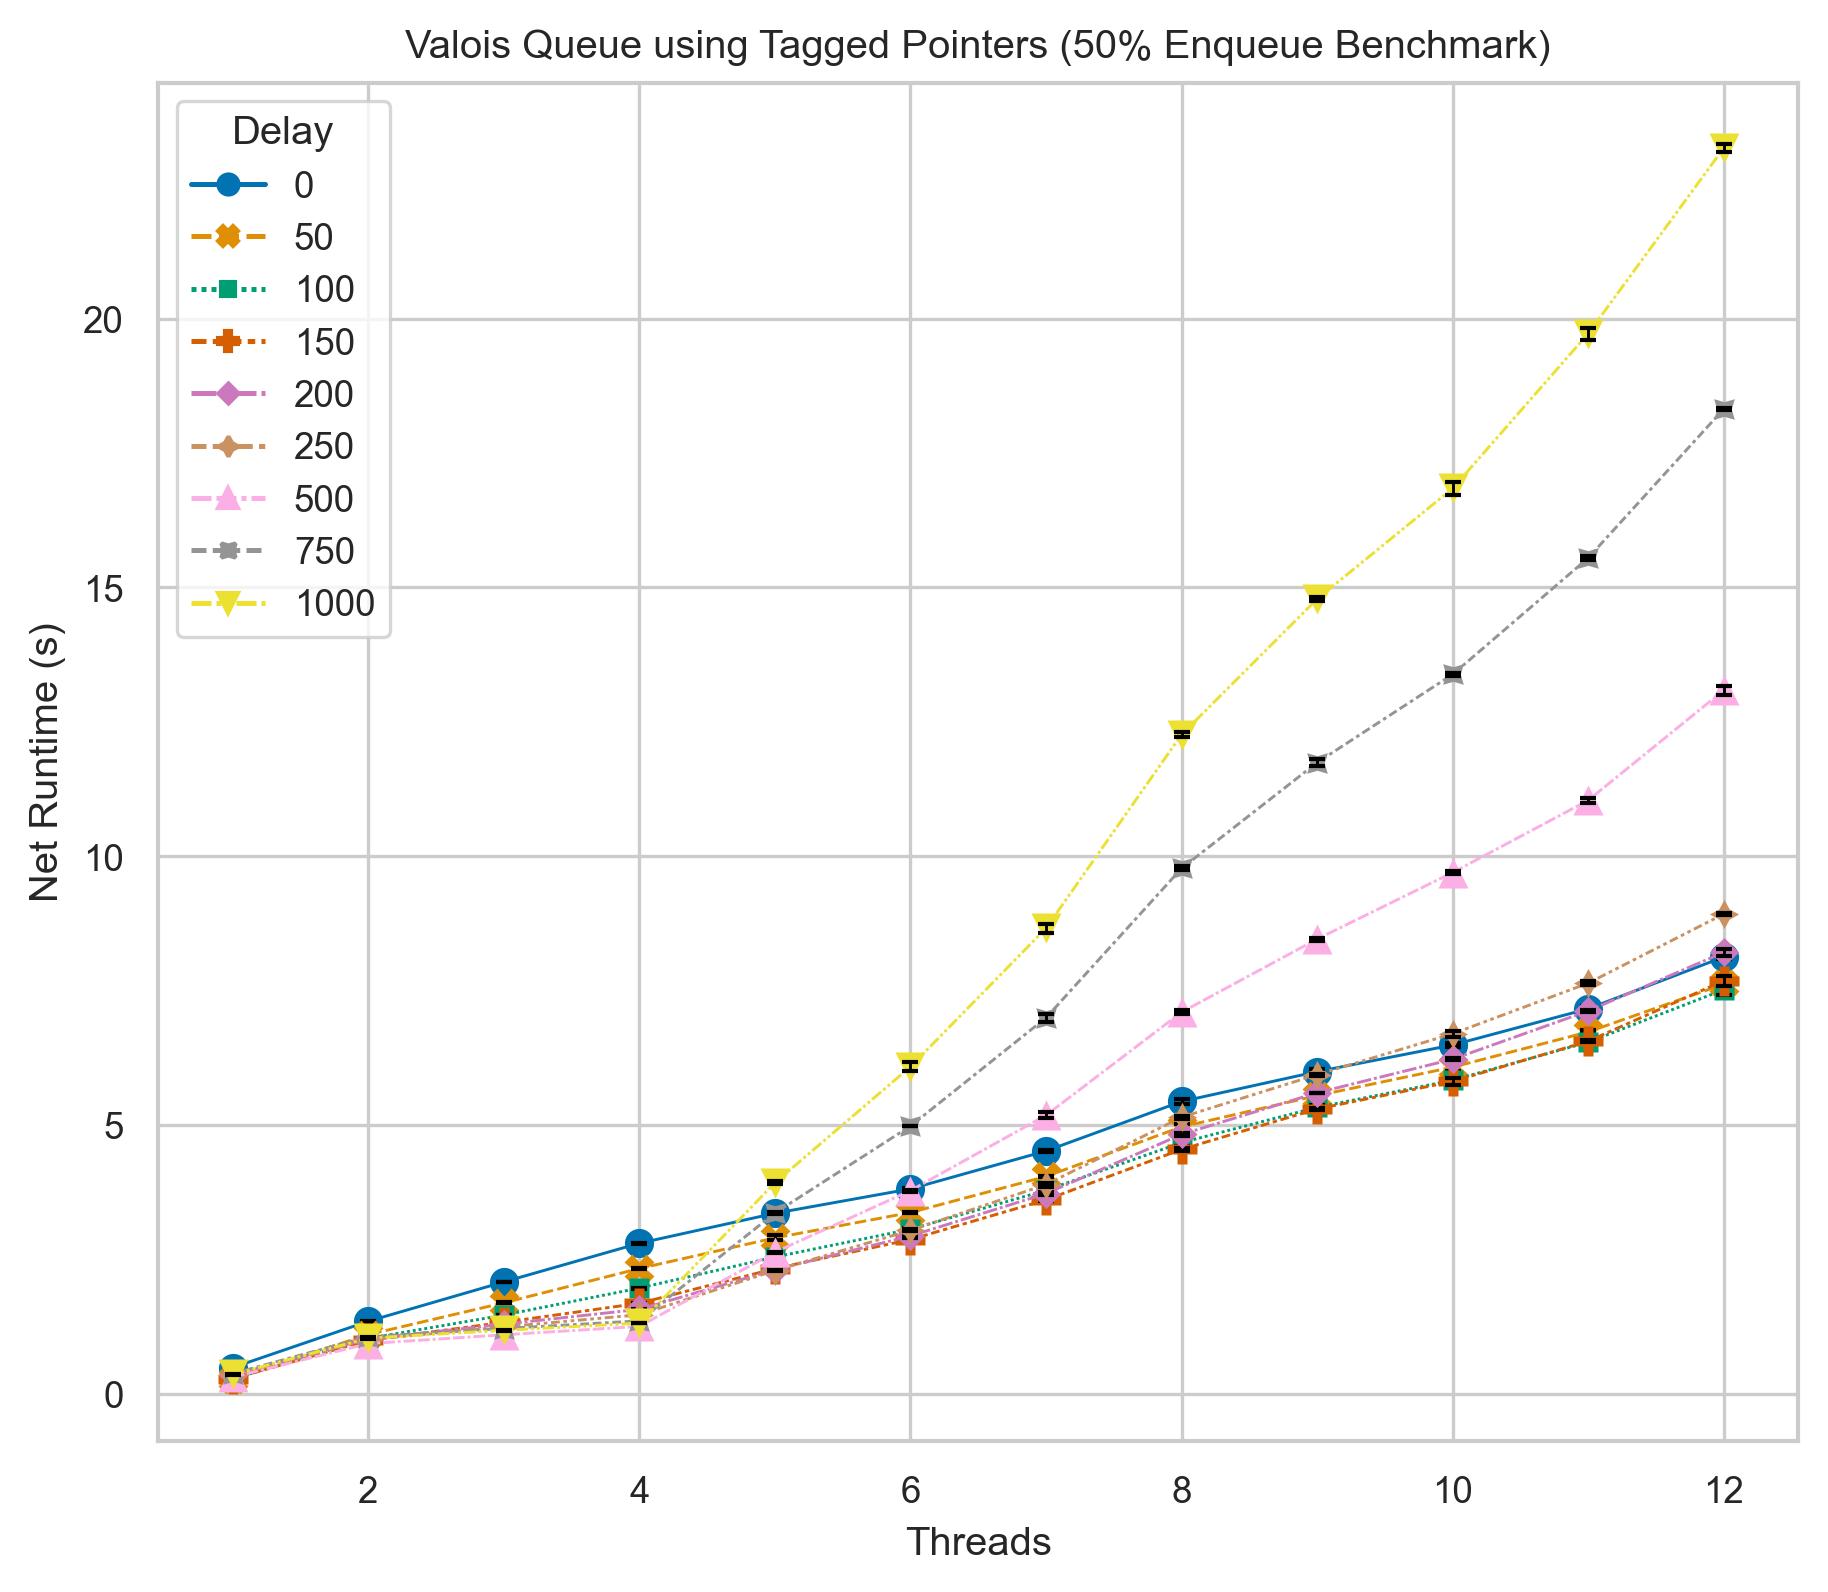 Valois Queue using Tagged Pointers (50% Enqueue Benchmark)
Delay
0
50
100
150
200
250
500
750
1000
20
15
10
5
0
Net Runtime (s)
2 4 6 8 10 12
Threads